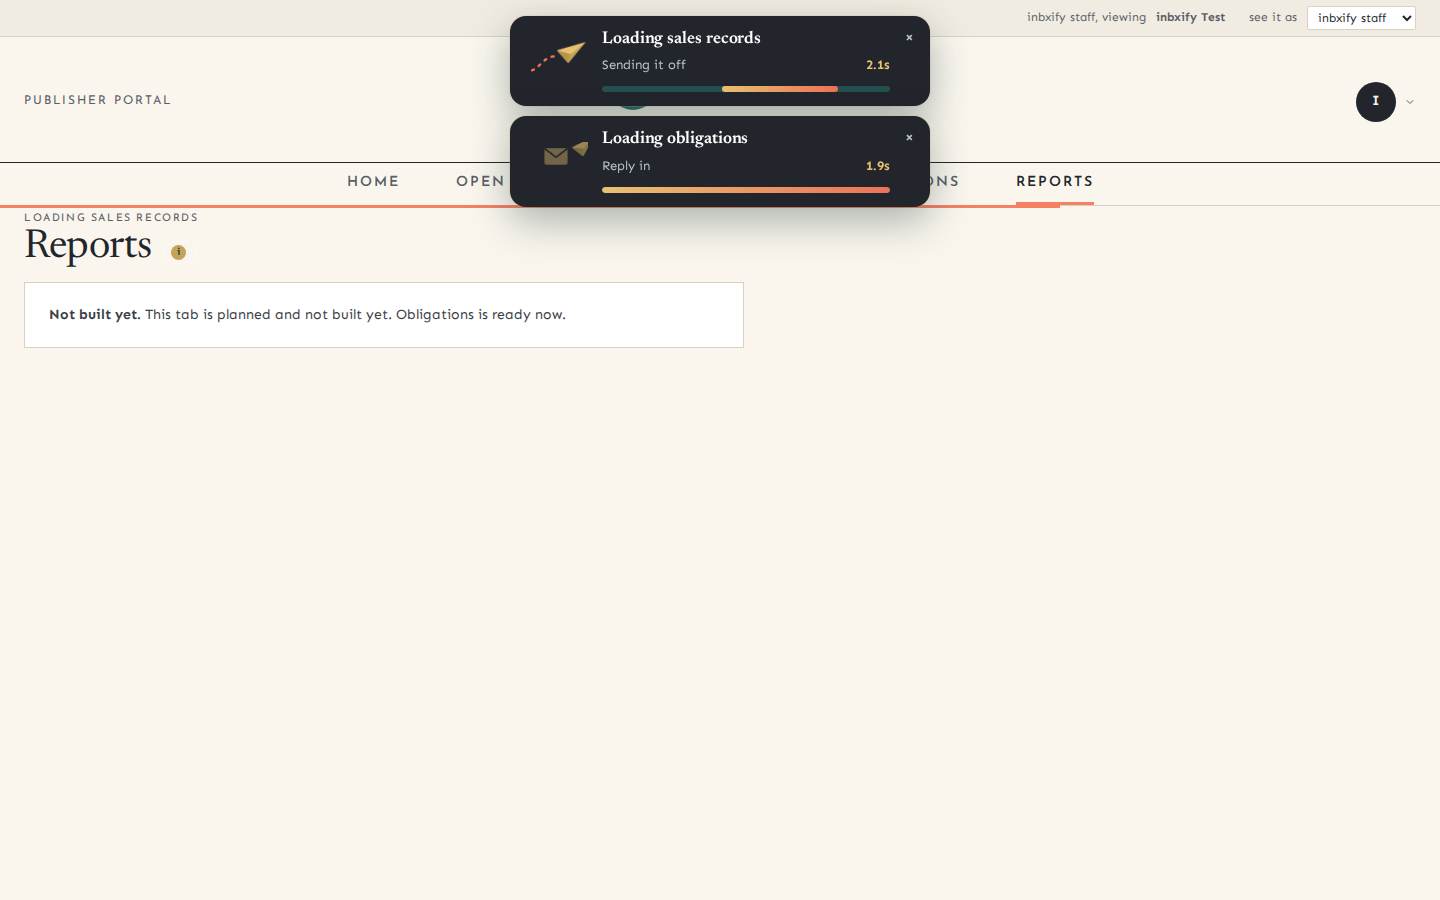 inbxify staff, viewing inbxify Test see it as inbxify staff
Loading sales records ×
Sending it off 2.1s
PUBLISHER PORTAL
I
Loading obligations ×
Reply in 1.9s
HOME OPEN REPORTS
LOADING SALES RECORDS
Reports i
Not built yet. This tab is planned and not built yet. Obligations is ready now.